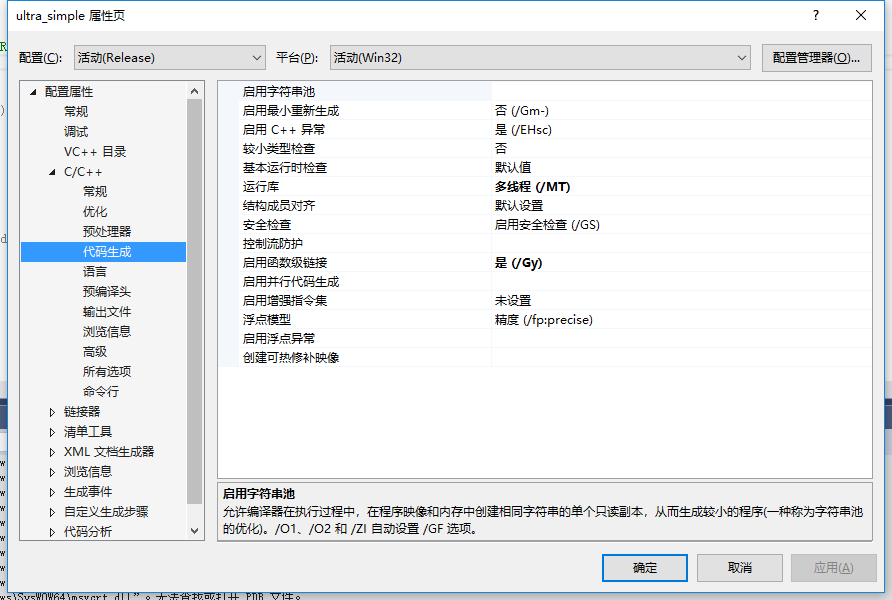 ultra_simple 属性页
配置(C):
活动(Release)
平台(P):
活动(Win32)
配置管理器(O)...
配置属性
常规
调试
VC++ 目录
C/C++
常规
优化
预处理器
代码生成
语言
预编译头
输出文件
浏览信息
高级
所有选项
命令行
链接器
清单工具
XML 文档生成器
浏览信息
生成事件
自定义生成步骤
代码分析
启用字符串池
启用最小重新生成 否 (/Gm-)
启用 C++ 异常 是 (/EHsc)
较小类型检查 否
基本运行时检查 默认值
运行库 多线程 (/MT)
结构成员对齐 默认设置
安全检查 启用安全检查 (/GS)
控制流防护
启用函数级链接 是 (/Gy)
启用并行代码生成
启用增强指令集 未设置
浮点模型 精度 (/fp:precise)
启用浮点异常
创建可热修补映像
启用字符串池
允许编译器在执行过程中，在程序映像和内存中创建相同字符串的单个只读副本，从而生成较小的程序(一种称为字符串池
的优化)。/O1、/O2 和 /ZI 自动设置 /GF 选项。
确定
取消
应用(A)
ws\SysWOW64\msvcrt.dll”。无法查找或打开 PDB 文件。